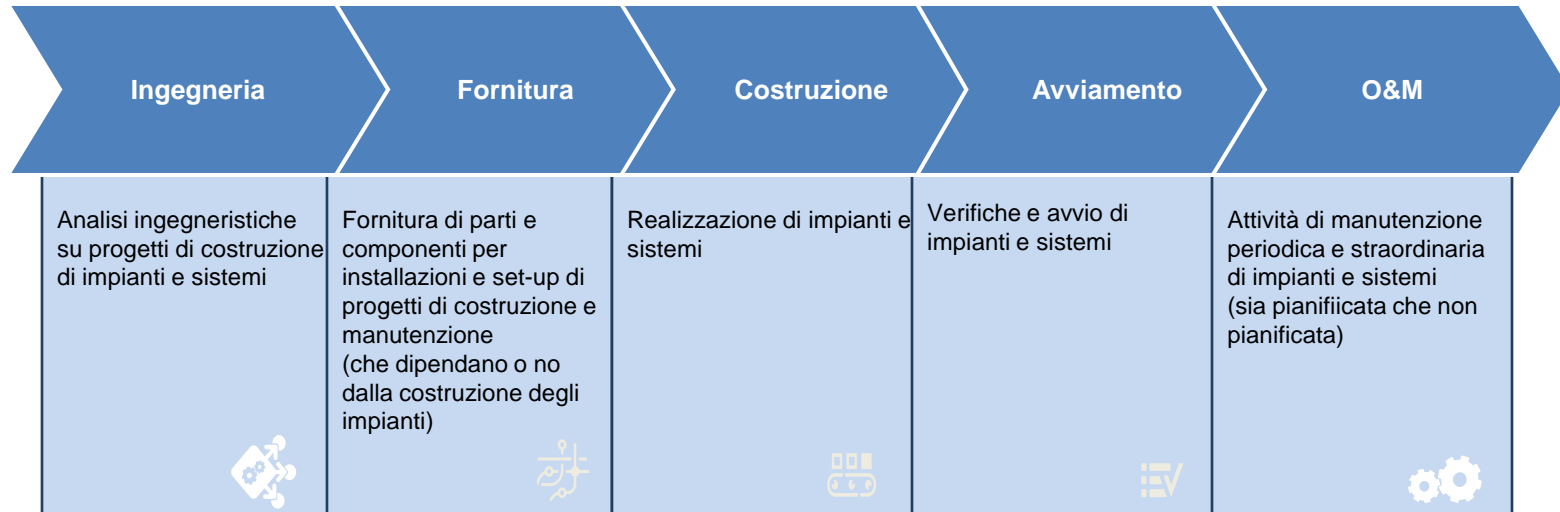 Ingegneria
Fornitura
Costruzione
Avviamento
O&M
Analisi ingegneristiche
su progetti di costruzione
di impianti e sistemi
Fornitura di parti e
componenti per
installazioni e set-up di
progetti di costruzione e
manutenzione
(che dipendano o no
dalla costruzione degli
impianti)
Realizzazione di impianti e
sistemi
Verifiche e avvio di
impianti e sistemi
Attività di manutenzione
periodica e straordinaria
di impianti e sistemi
(sia pianifiicata che non
pianificata)